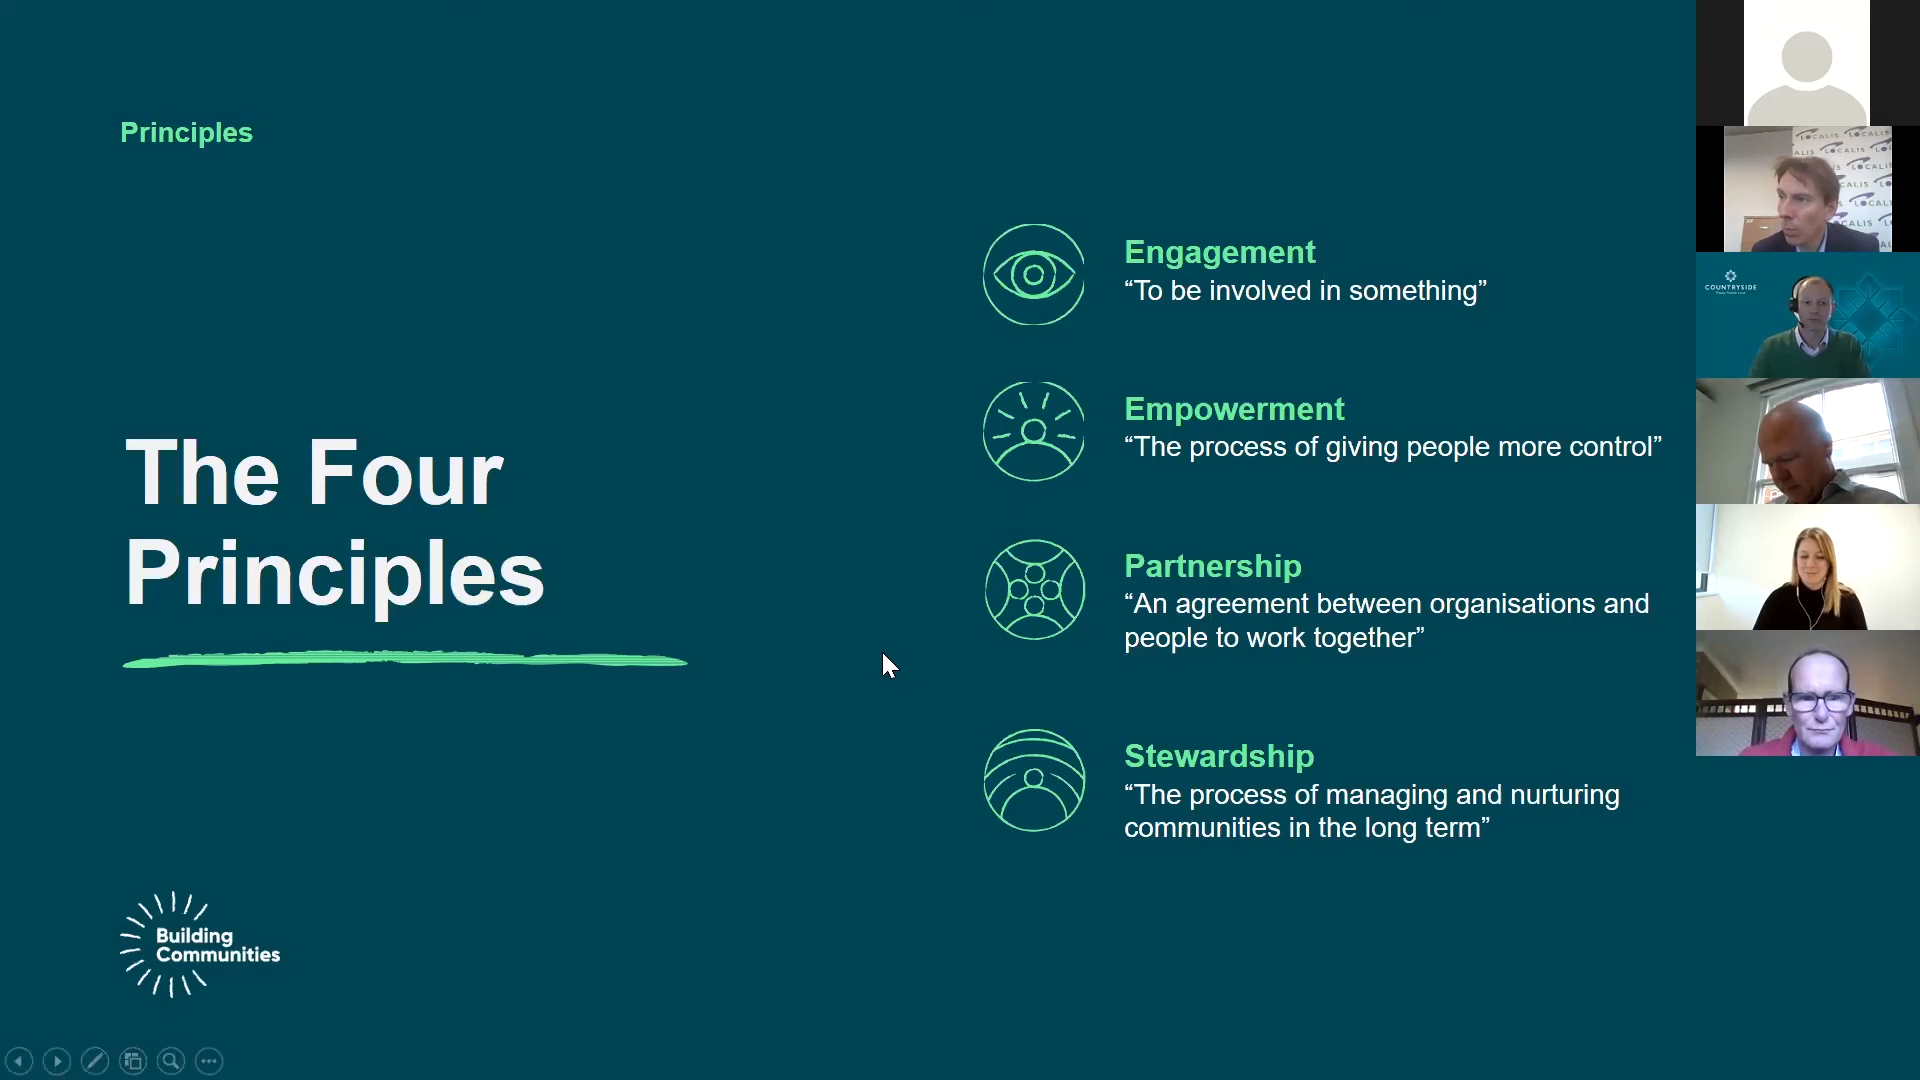 Principles
The Four
Principles
Engagement
“To be involved in something”
Empowerment
“The process of giving people more control”
Partnership
“An agreement between organisations and
people to work together”
Stewardship
“The process of managing and nurturing
communities in the long term”
Building
Communities
LOCALIS
COUNTRYSIDE